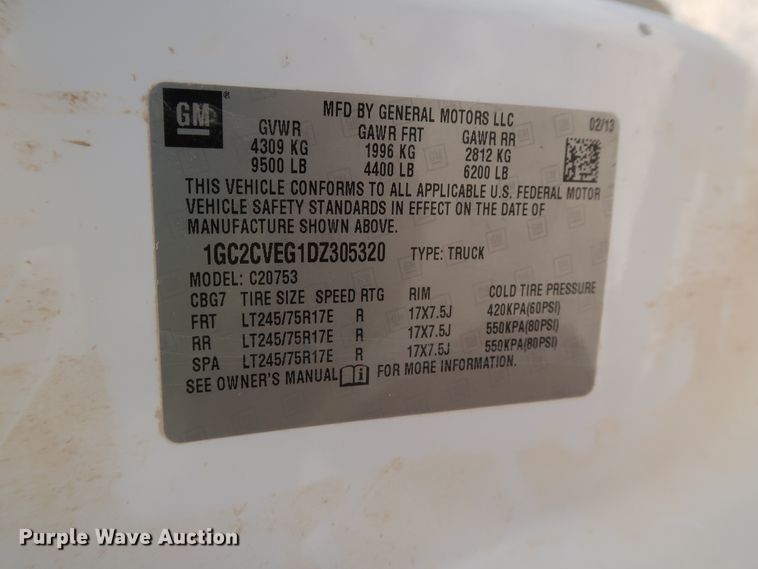 GM®
MFD BY GENERAL MOTORS LLC
02/13
GVWR GAWR FRT GAWR RR
4309 KG 1996 KG 2812 KG
9500 LB 4400 LB 6200 LB
THIS VEHICLE CONFORMS TO ALL APPLICABLE U.S. FEDERAL MOTOR
VEHICLE SAFETY STANDARDS IN EFFECT ON THE DATE OF
MANUFACTURE SHOWN ABOVE.
1GC2CVEG1DZ305320 TYPE: TRUCK
MODEL: C20753
CBG7 TIRE SIZE SPEED RTG RIM COLD TIRE PRESSURE
FRT LT245/75R17E R 17X7.5J 420KPA(60PSI)
RR LT245/75R17E R 17X7.5J 550KPA(80PSI)
SPA LT245/75R17E R 17X7.5J 550KPA(80PSI)
SEE OWNER'S MANUAL i FOR MORE INFORMATION.
Purple Wave Auction